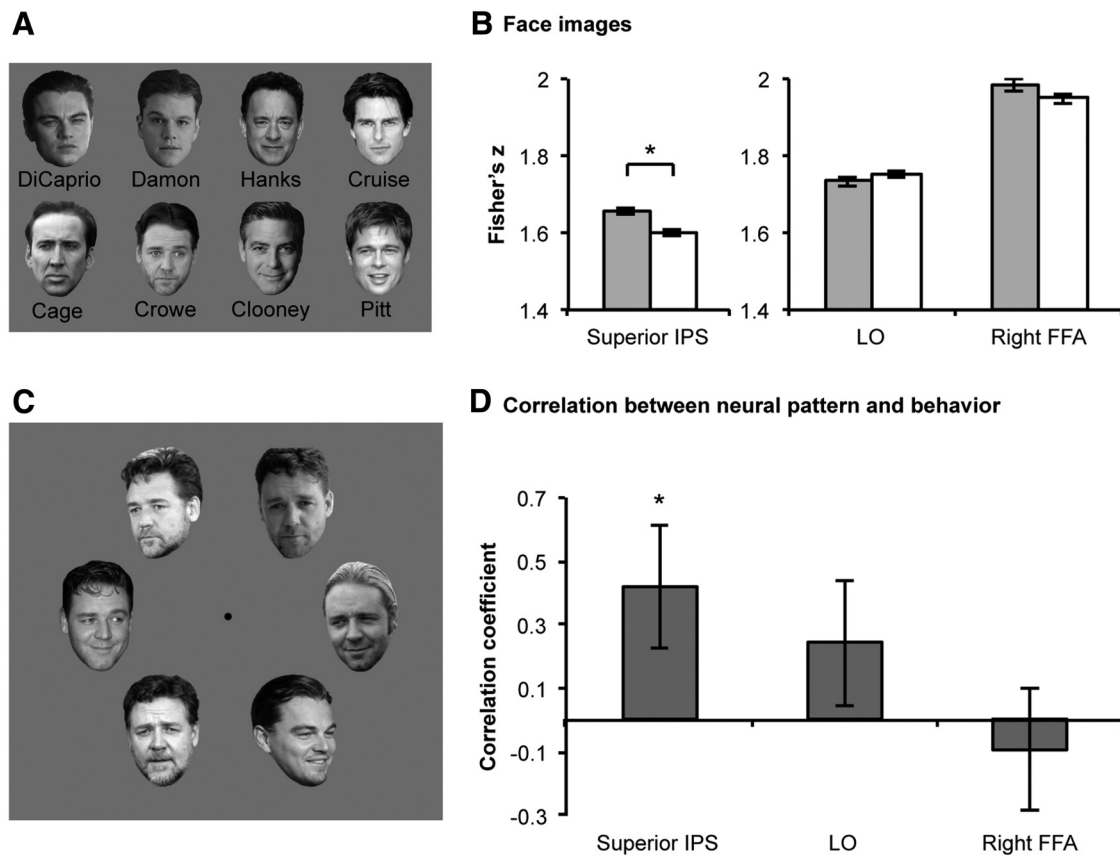 A
DiCaprio Damon Hanks Cruise
Cage Crowe Clooney Pitt
B Face images
Fisher's z
2
1.8
1.6
1.4
*
Superior IPS
2
1.8
1.6
1.4
LO Right FFA
C
D Correlation between neural pattern and behavior
Correlation coefficient
0.7
0.5
0.3
0.1
-0.1
-0.3
*
Superior IPS LO Right FFA